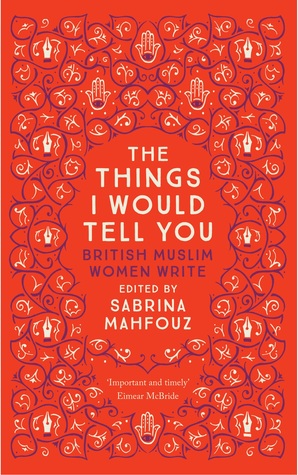 THE
THINGS
I WOULD
TELL YOU
BRITISH MUSLIM
WOMEN WRITE
EDITED BY
SABRINA
MAHFOUZ
‘Important and timely’
Eimear McBride